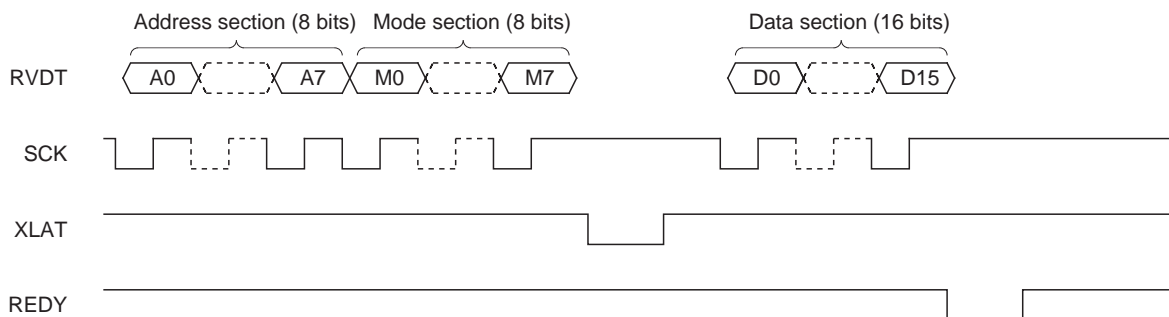 Address section (8 bits) Mode section (8 bits) Data section (16 bits)
RVDT A0 A7 M0 M7 D0 D15
SCK
XLAT
REDY